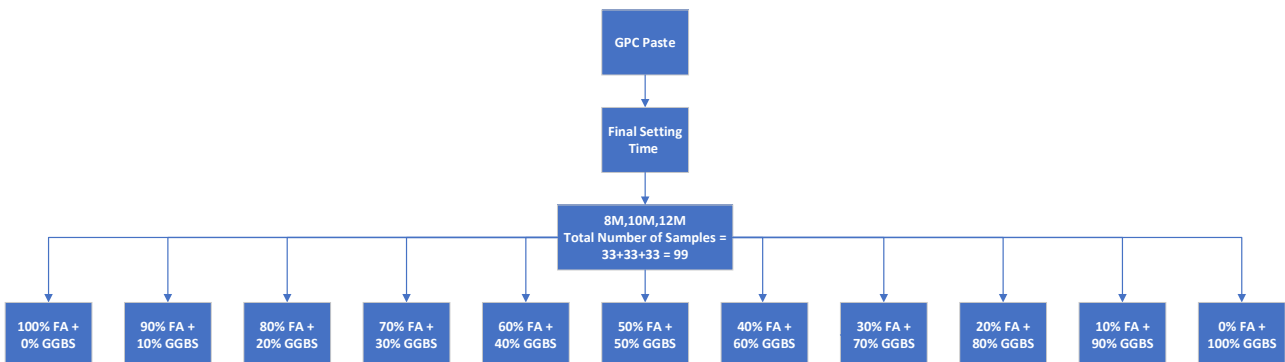 GPC Paste
Final Setting
Time
8M,10M,12M
Total Number of Samples =
33+33+33 = 99
100% FA +
0% GGBS
90% FA +
10% GGBS
80% FA +
20% GGBS
70% FA +
30% GGBS
60% FA +
40% GGBS
50% FA +
50% GGBS
40% FA +
60% GGBS
30% FA +
70% GGBS
20% FA +
80% GGBS
10% FA +
90% GGBS
0% FA +
100% GGBS